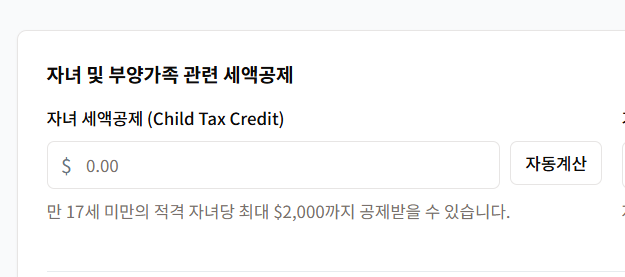 자녀 및 부양가족 관련 세액공제
자녀 세액공제 (Child Tax Credit)
$ 0.00
자동계산
만 17세 미만의 적격 자녀당 최대 $2,000까지 공제받을 수 있습니다.